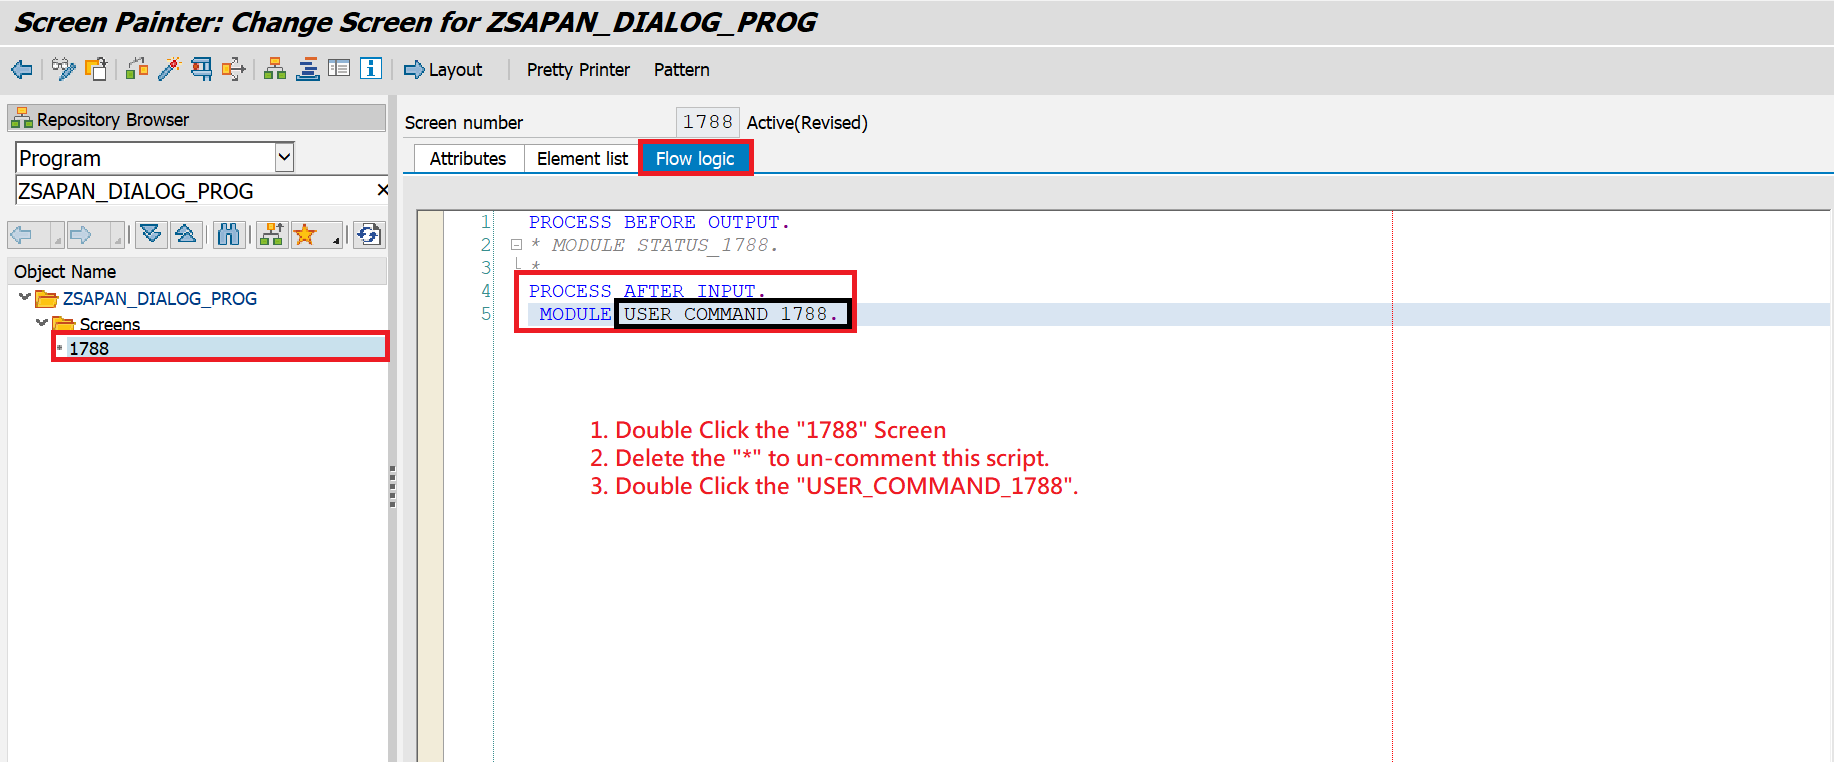 Screen Painter: Change Screen for ZSAPAN_DIALOG_PROG
Layout
Pretty Printer
Pattern
Repository Browser
Program
ZSAPAN_DIALOG_PROG
Object Name
ZSAPAN_DIALOG_PROG
Screens
1788
Screen number 1788 Active(Revised)
Attributes
Element list
Flow logic
1 PROCESS BEFORE OUTPUT.
2 * MODULE STATUS_1788.
3 *
4 PROCESS AFTER INPUT.
5 MODULE USER_COMMAND_1788.
1. Double Click the "1788" Screen
2. Delete the "*" to un-comment this script.
3. Double Click the "USER_COMMAND_1788".